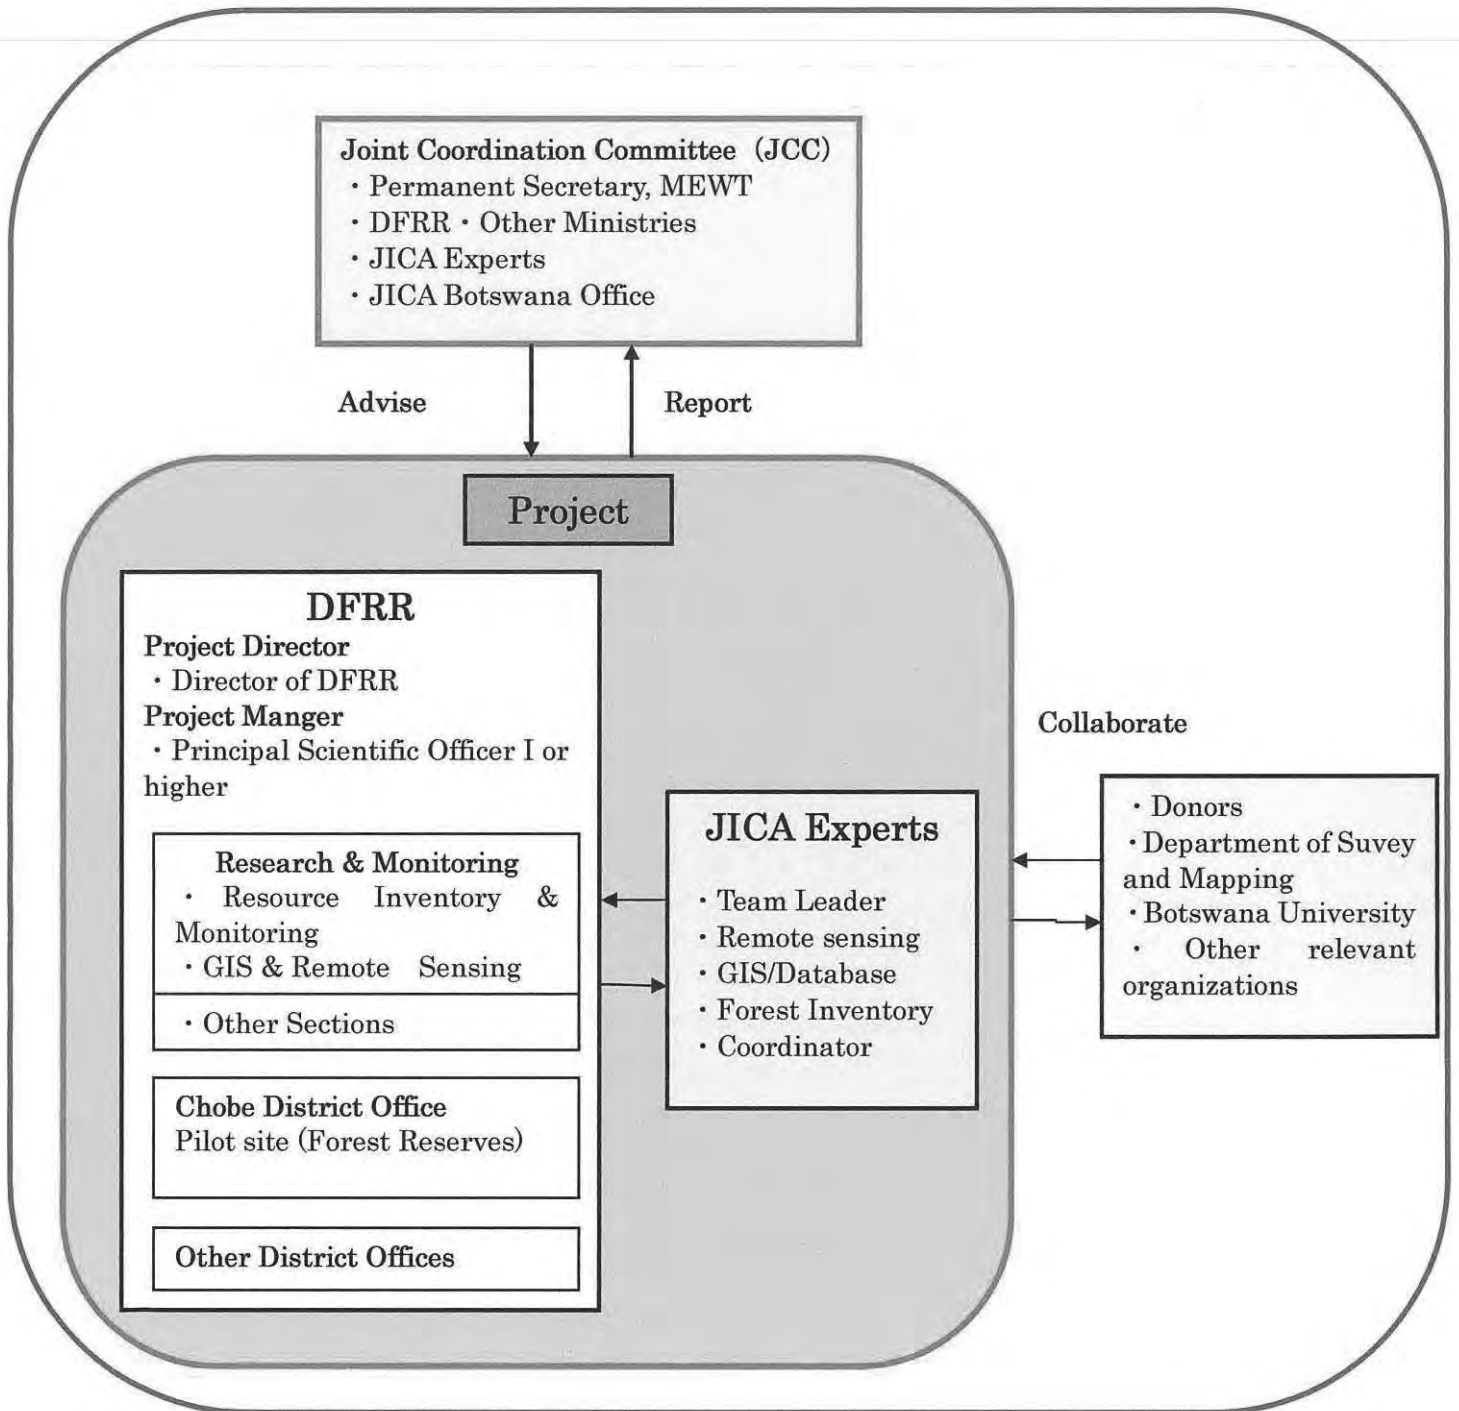 Joint Coordination Committee (JCC)
・Permanent Secretary, MEWT
・DFRR・Other Ministries
・JICA Experts
・JICA Botswana Office
Advise
Report
Project
DFRR
Project Director
・Director of DFRR
Project Manger
・Principal Scientific Officer I or
higher
Research & Monitoring
・ Resource Inventory &
Monitoring
・GIS & Remote Sensing
・Other Sections
Chobe District Office
Pilot site (Forest Reserves)
Other District Offices
JICA Experts
・Team Leader
・Remote sensing
・GIS/Database
・Forest Inventory
・Coordinator
Collaborate
・Donors
・Department of Suvey
and Mapping
・Botswana University
・ Other relevant
organizations